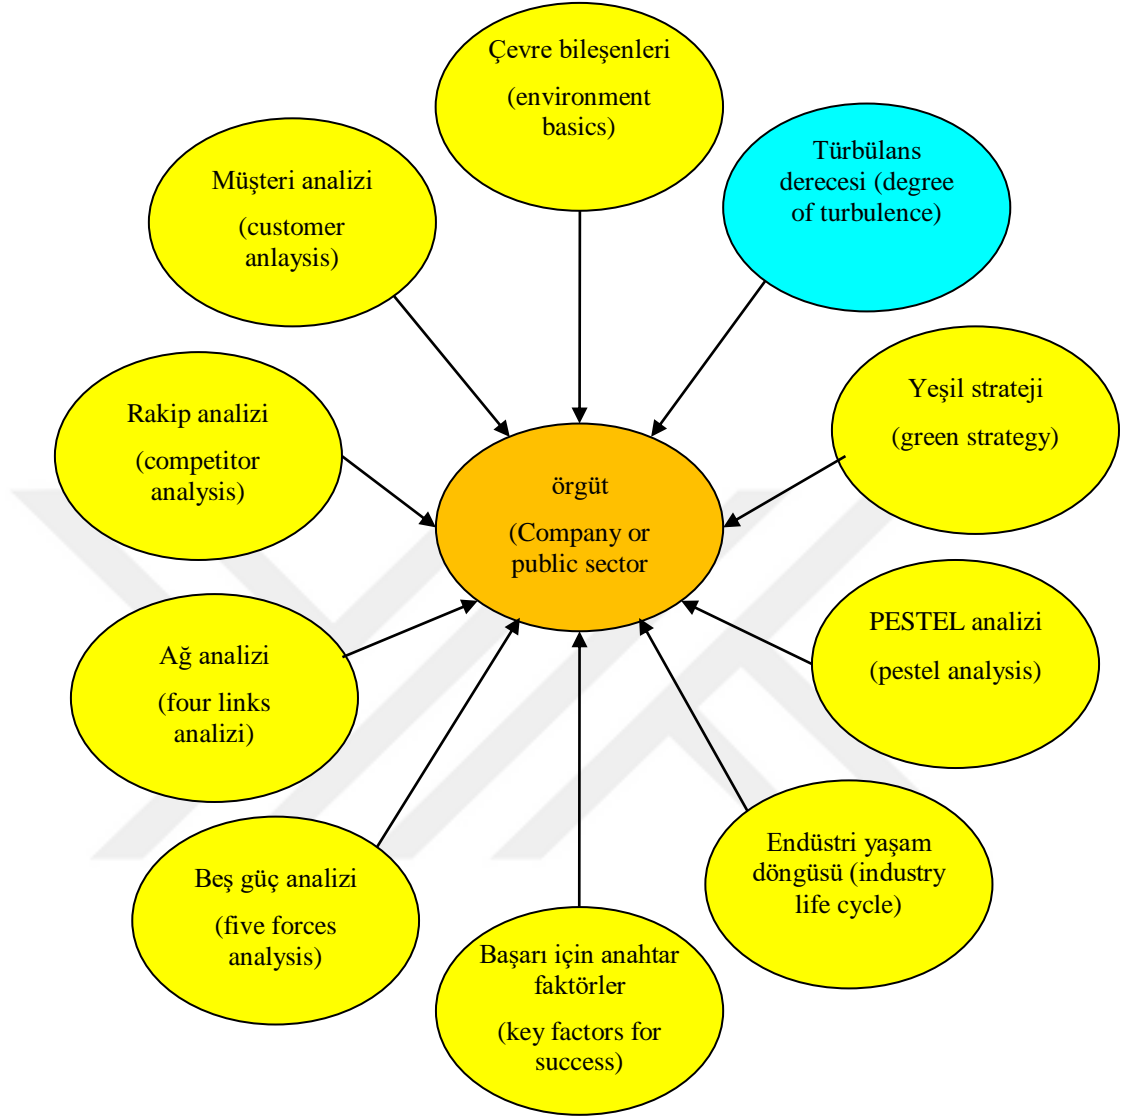 Çevre bileşenleri
(environment
basics)
Türbülans
derecesi (degree
of turbulence)
Müşteri analizi
(customer
anlaysis)
Yeşil strateji
(green strategy)
Rakip analizi
(competitor
analysis)
örgüt
(Company or
public sector
PESTEL analizi
(pestel analysis)
Ağ analizi
(four links
analizi)
Endüstri yaşam
döngüsü (industry
life cycle)
Beş güç analizi
(five forces
analysis)
Başarı için anahtar
faktörler
(key factors for
success)